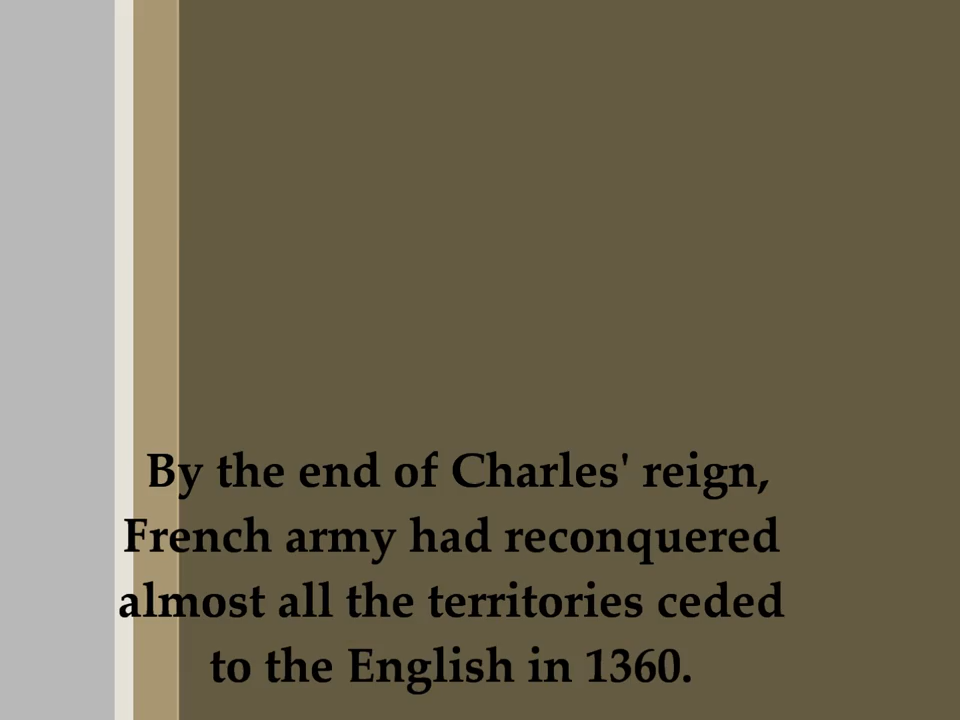 By the end of Charles' reign,
French army had reconquered
almost all the territories ceded
to the English in 1360.